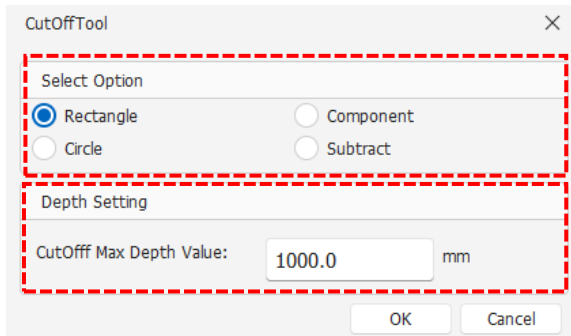 CutOffTool
Select Option
Rectangle Component
Circle Subtract
Depth Setting
CutOfff Max Depth Value: 1000.0 mm
OK Cancel